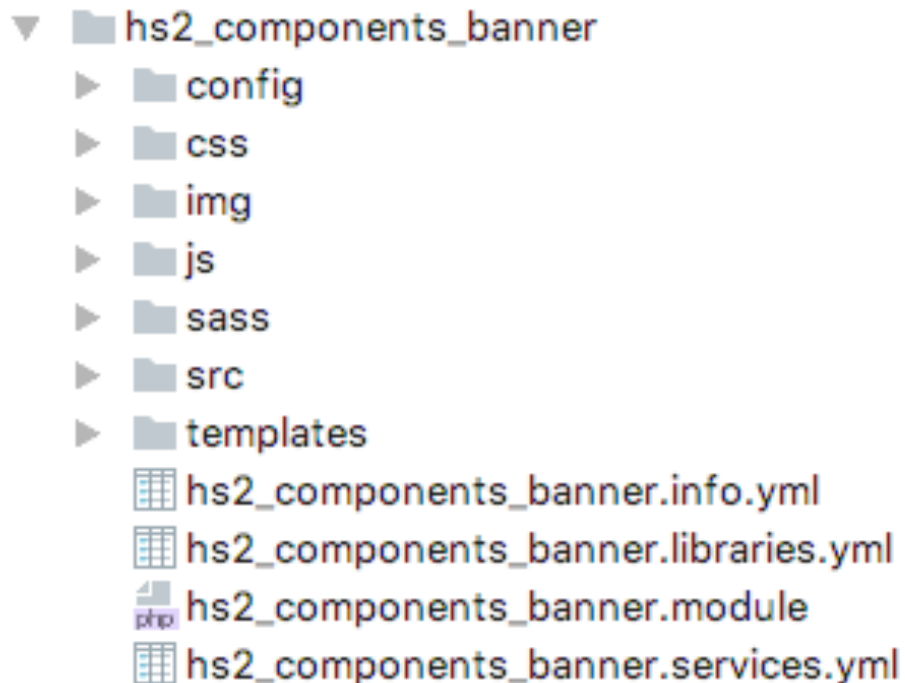 hs2_components_banner
config
css
img
js
sass
src
templates
hs2_components_banner.info.yml
hs2_components_banner.libraries.yml
php hs2_components_banner.module
hs2_components_banner.services.yml